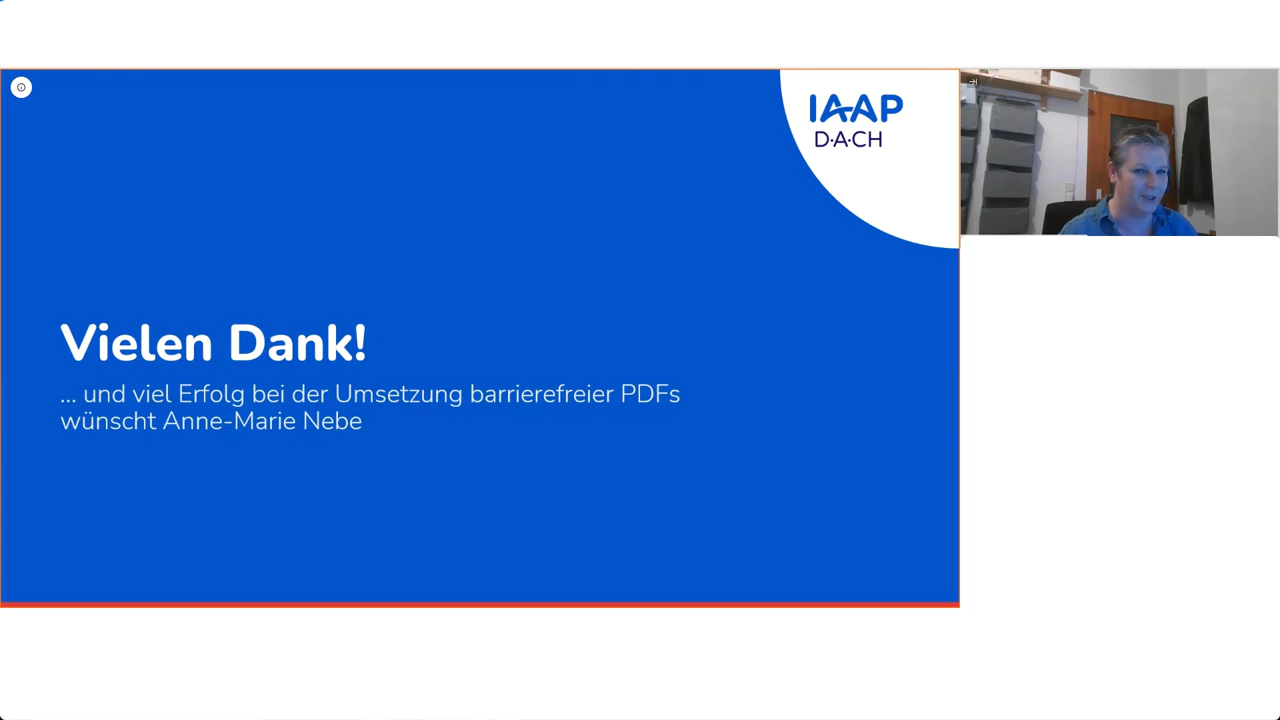 IAAP
D·A·CH
Vielen Dank!
... und viel Erfolg bei der Umsetzung barrierefreier PDFs
wünscht Anne-Marie Nebe